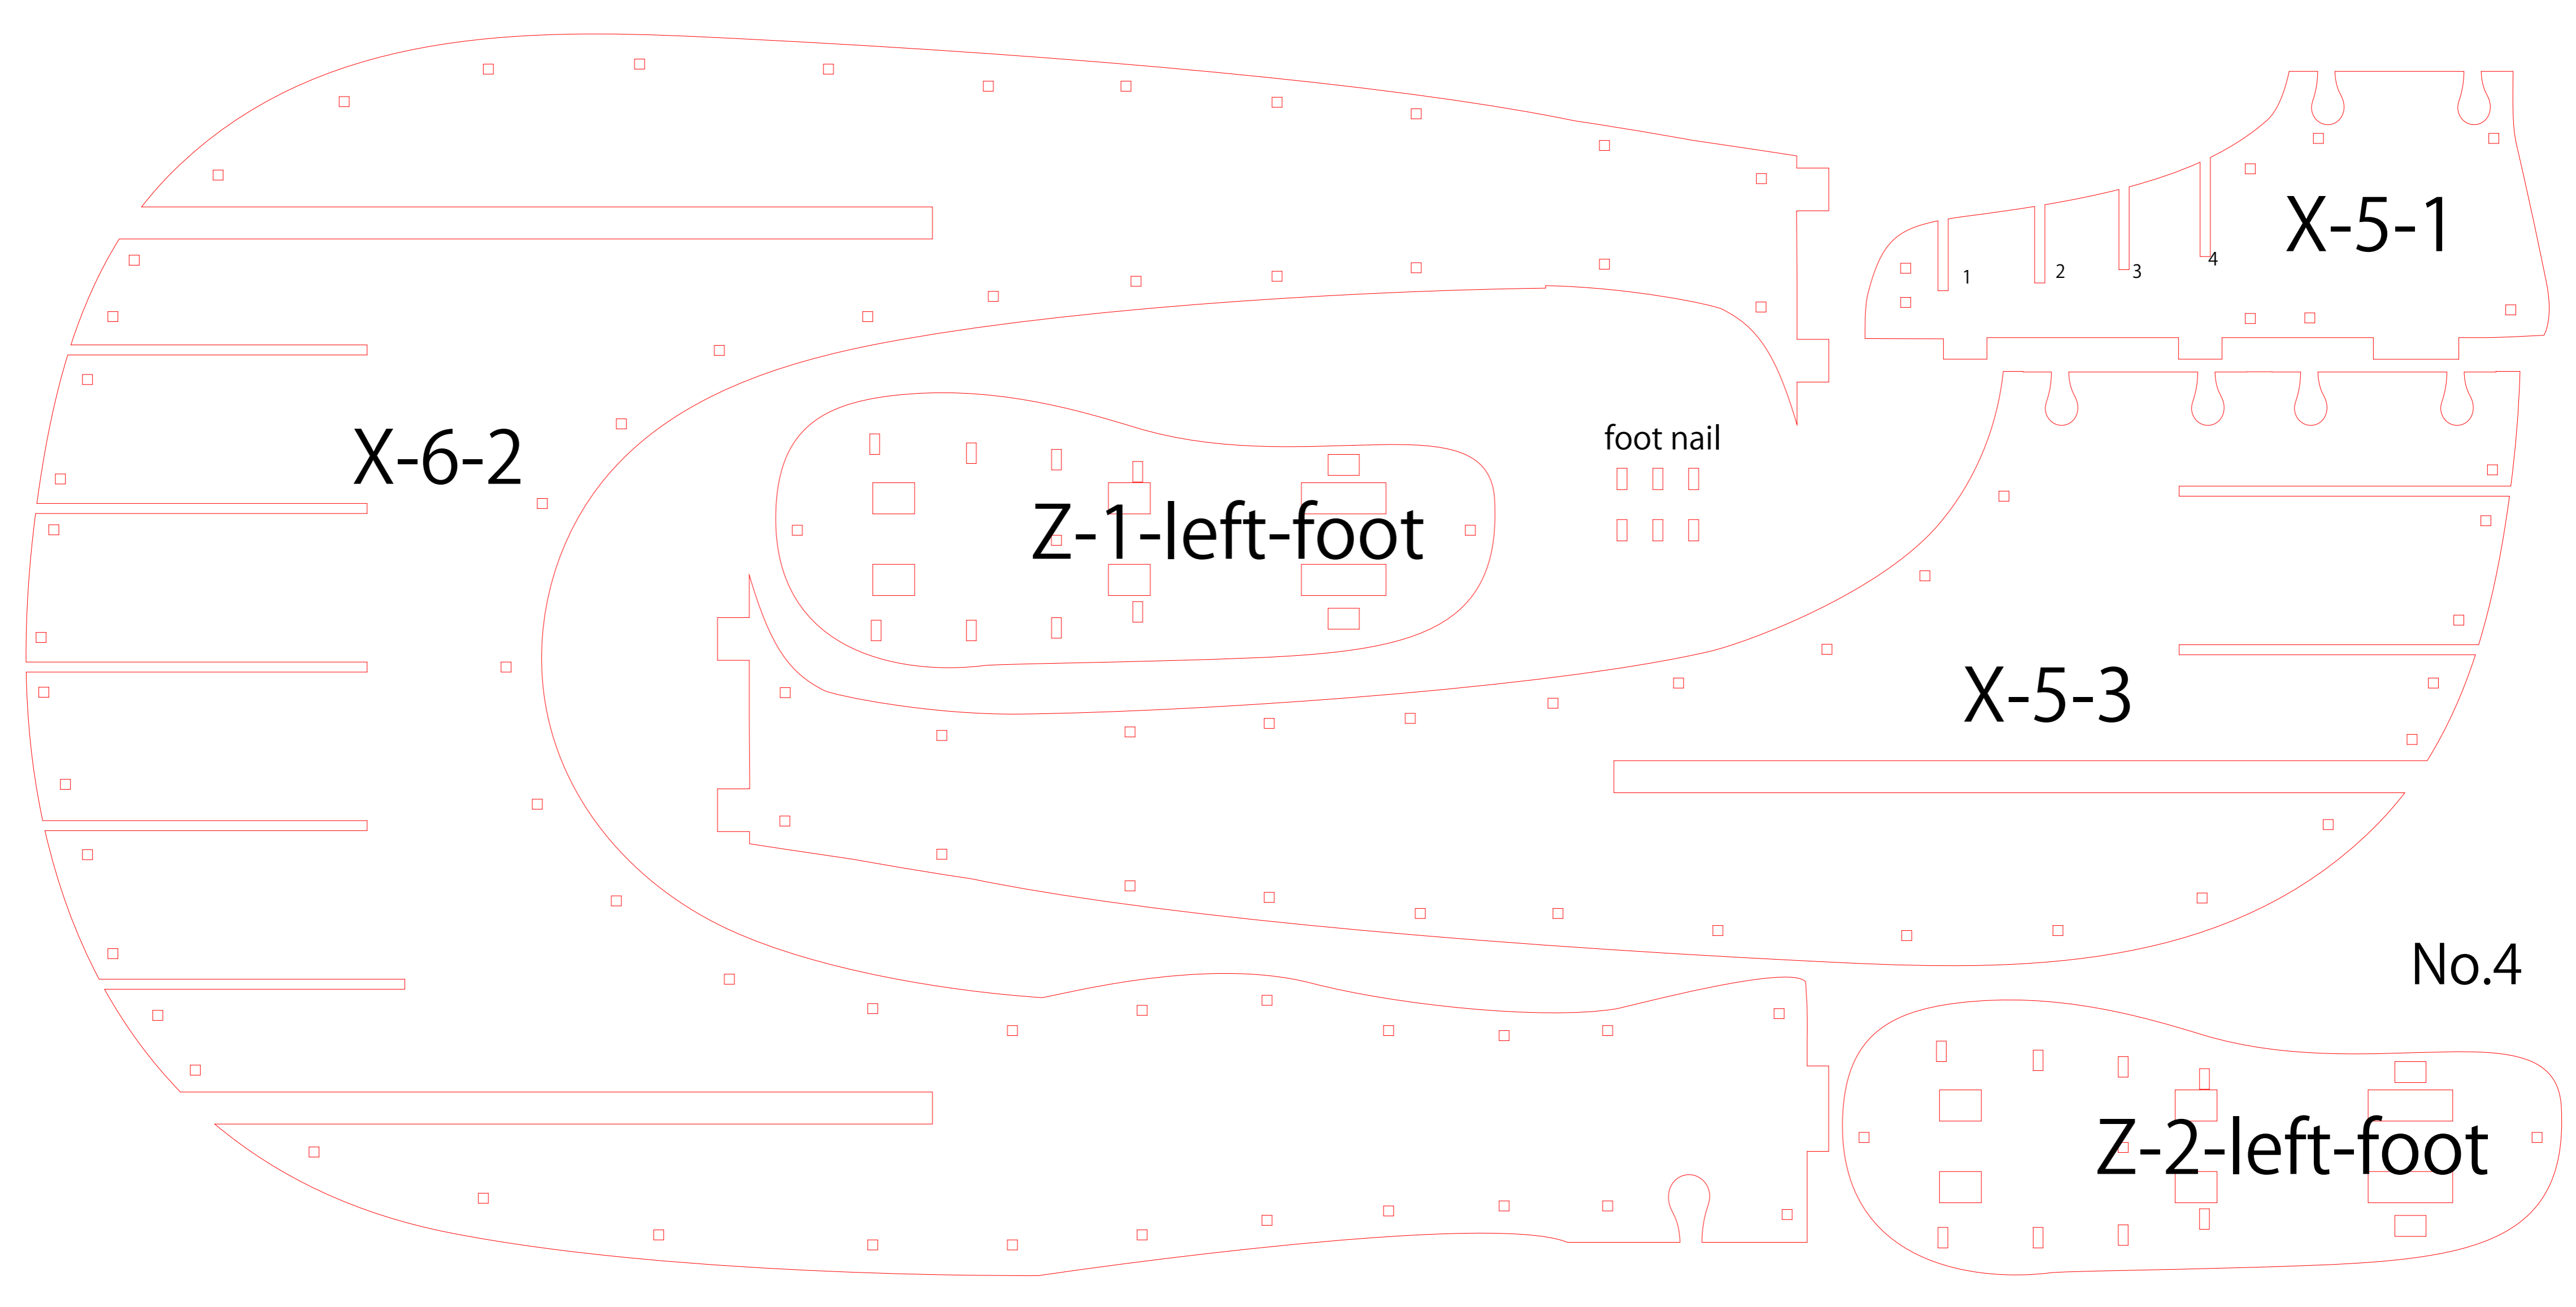 X-5-1
1
2
3
4
X-6-2
foot nail
Z-1-left-foot
X-5-3
No.4
Z-2-left-foot